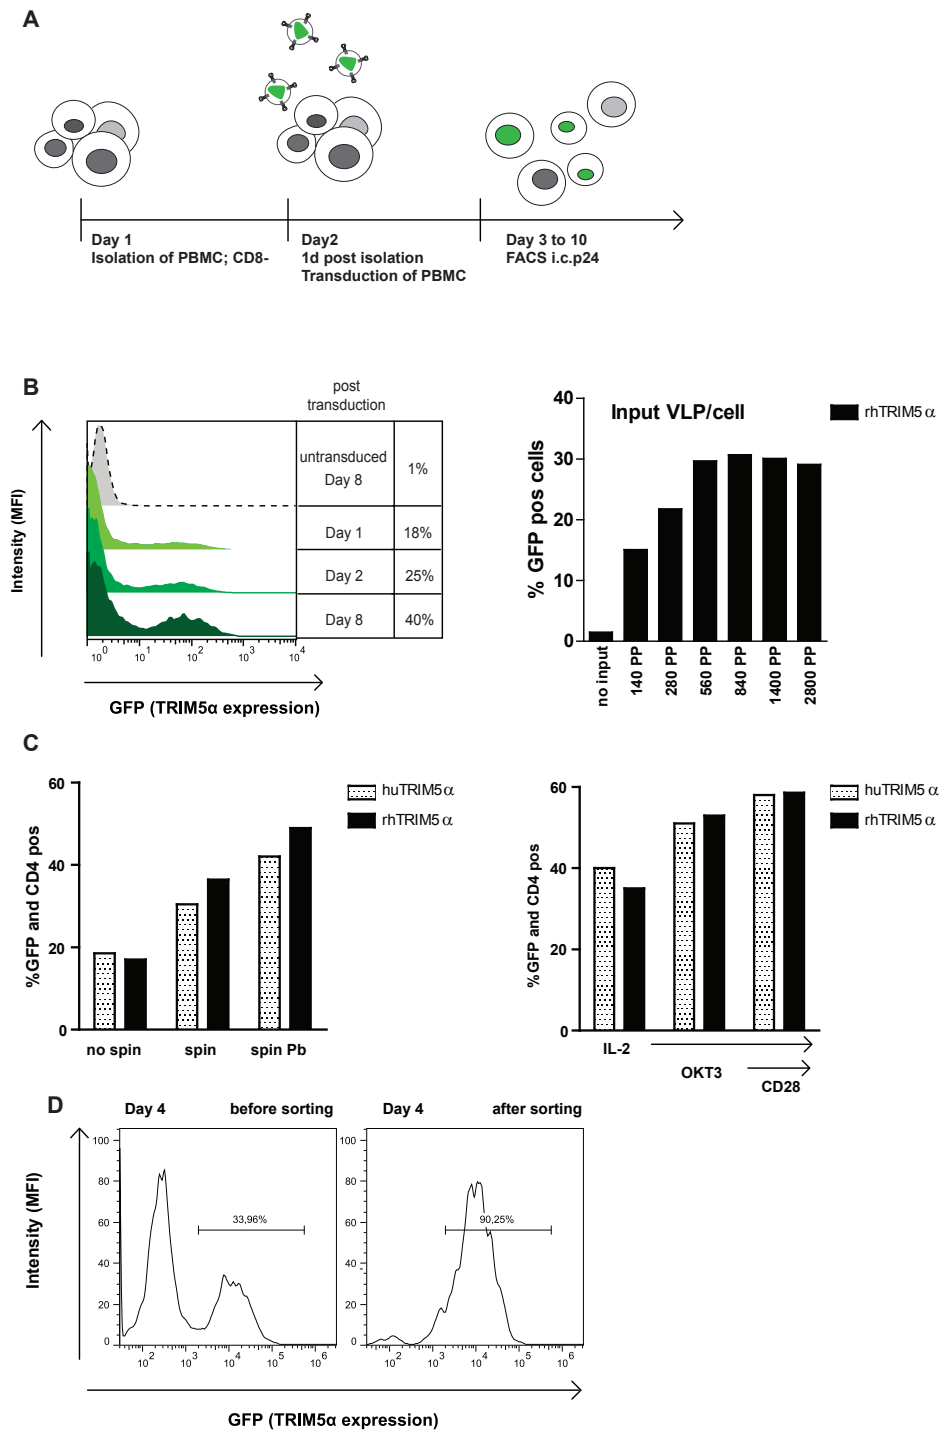 A
Day 1
Isolation of PBMC; CD8-
Day2
1d post isolation
Transduction of PBMC
Day 3 to 10
FACS i.c.p24
B
Intensity (MFI)
post
transduction
untransduced
Day 8
1%
Day 1
18%
Day 2
25%
Day 8
40%
10^0 10^1 10^2 10^3 10^4
GFP (TRIM5α expression)
Input VLP/cell
rhTRIM5α
% GFP pos cells
40
30
20
10
0
no input
140 PP
280 PP
560 PP
840 PP
1400 PP
2800 PP
C
%GFP and CD4 pos
60
40
20
0
no spin spin spin Pb
huTRIM5α
rhTRIM5α
%GFP and CD4 pos
60
40
20
0
IL-2
OKT3
CD28
huTRIM5α
rhTRIM5α
D
Day 4 before sorting
Intensity (MFI)
100
80
60
40
20
0
33,96%
10^2 10^3 10^4 10^5 10^6
Day 4 after sorting
100
80
60
40
20
0
90,25%
10^2 10^3 10^4 10^5 10^6
GFP (TRIM5α expression)